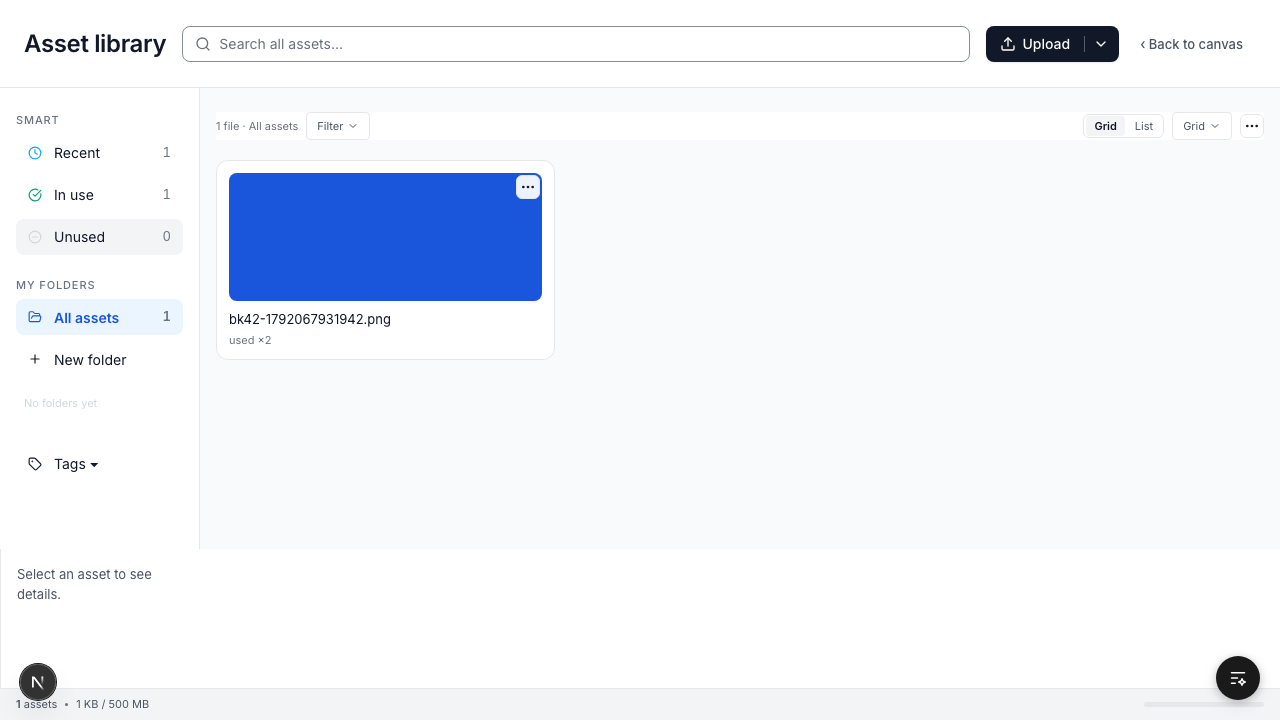 Asset library
Search all assets...
Upload
‹ Back to canvas
SMART
Recent 1
In use 1
Unused 0
MY FOLDERS
All assets 1
New folder
No folders yet
Tags
1 file · All assets
Filter
Grid
List
Grid
bk42-1792067931942.png
used ×2
Select an asset to see
details.
N
1 assets • 1 KB / 500 MB